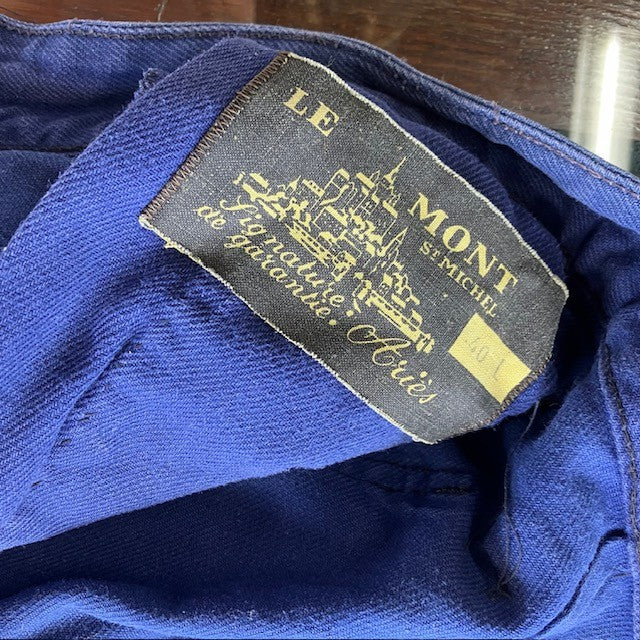 LE MONT
ST MICHEL
Signature:
de garantie: Ariès
40 L